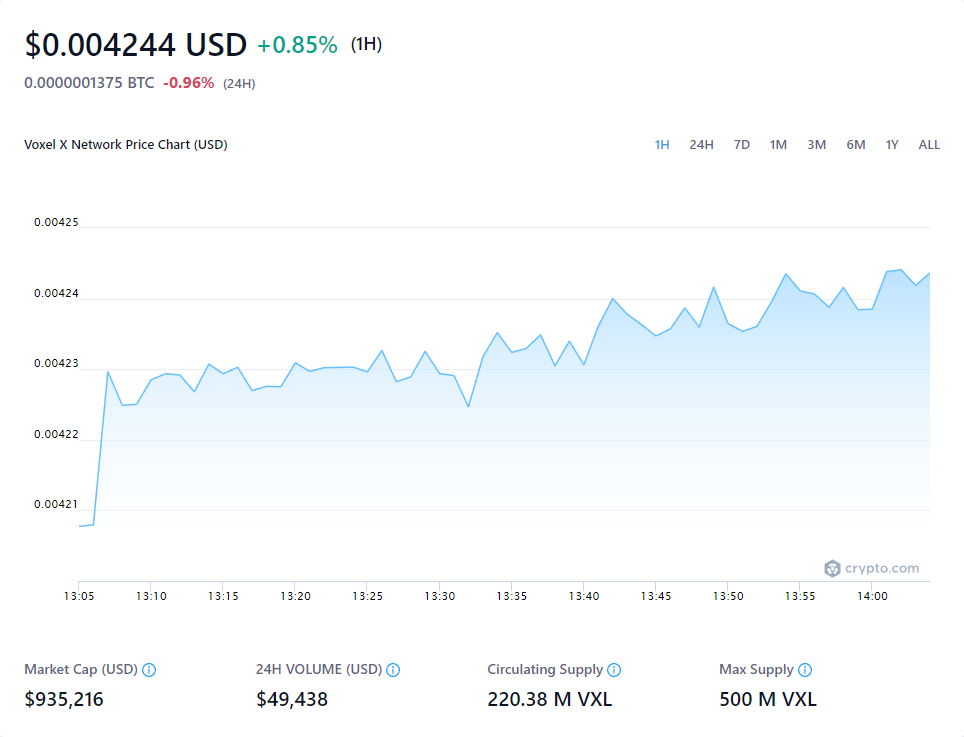 $0.004244 USD +0.85% (1H)
0.0000001375 BTC -0.96% (24H)
Voxel X Network Price Chart (USD) 1H 24H 7D 1M 3M 6M 1Y ALL
0.00425
0.00424
0.00423
0.00422
0.00421
crypto.com
13:05 13:10 13:15 13:20 13:25 13:30 13:35 13:40 13:45 13:50 13:55 14:00
Market Cap (USD) 24H VOLUME (USD) Circulating Supply Max Supply
$935,216 $49,438 220.38 M VXL 500 M VXL